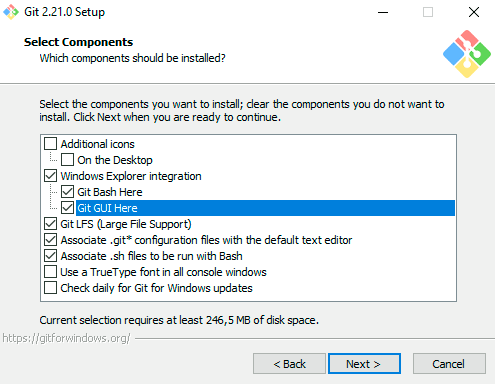 Git 2.21.0 Setup
Select Components
Which components should be installed?
Select the components you want to install; clear the components you do not want to
install. Click Next when you are ready to continue.
Additional icons
On the Desktop
Windows Explorer integration
Git Bash Here
Git GUI Here
Git LFS (Large File Support)
Associate .git* configuration files with the default text editor
Associate .sh files to be run with Bash
Use a TrueType font in all console windows
Check daily for Git for Windows updates
Current selection requires at least 246,5 MB of disk space.
https://gitforwindows.org/
< Back
Next >
Cancel